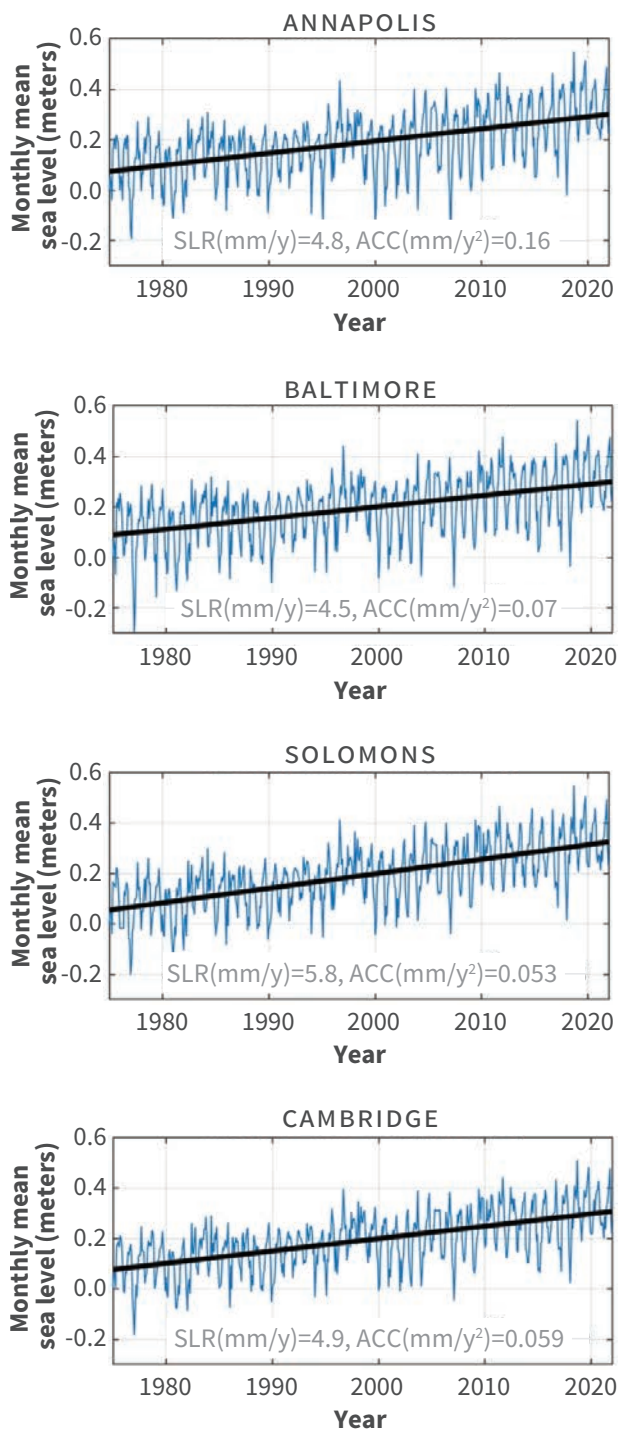 ANNAPOLIS
Monthly mean
sea level (meters)
0.6
0.4
0.2
0.0
-0.2
SLR(mm/y)=4.8, ACC(mm/y²)=0.16
1980 1990 2000 2010 2020
Year
BALTIMORE
Monthly mean
sea level (meters)
0.6
0.4
0.2
0.0
-0.2
SLR(mm/y)=4.5, ACC(mm/y²)=0.07
1980 1990 2000 2010 2020
Year
SOLOMONS
Monthly mean
sea level (meters)
0.6
0.4
0.2
0.0
-0.2
SLR(mm/y)=5.8, ACC(mm/y²)=0.053
1980 1990 2000 2010 2020
Year
CAMBRIDGE
Monthly mean
sea level (meters)
0.6
0.4
0.2
0.0
-0.2
SLR(mm/y)=4.9, ACC(mm/y²)=0.059
1980 1990 2000 2010 2020
Year